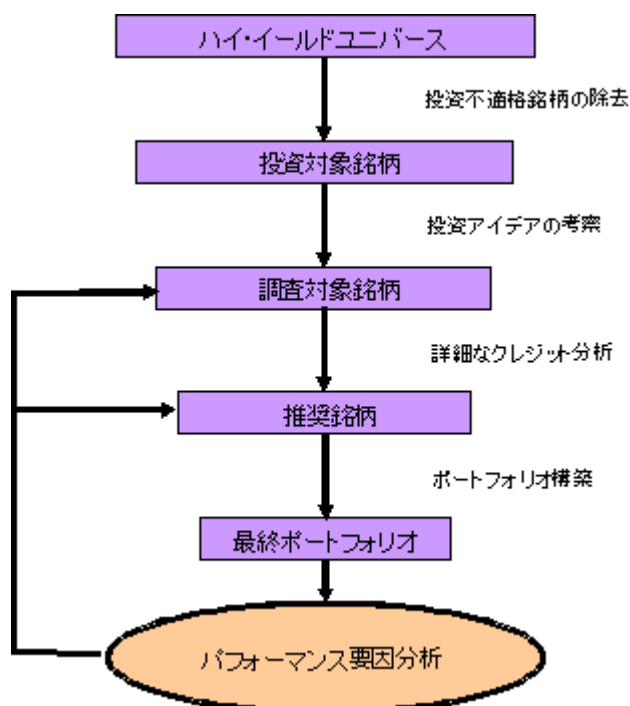 ハイ・イールドユニバース
投資不適格銘柄の除去
投資対象銘柄
投資アイデアの考察
調査対象銘柄
詳細なクレジット分析
推奨銘柄
ポートフォリオ構築
最終ポートフォリオ
パフォーマンス要因分析